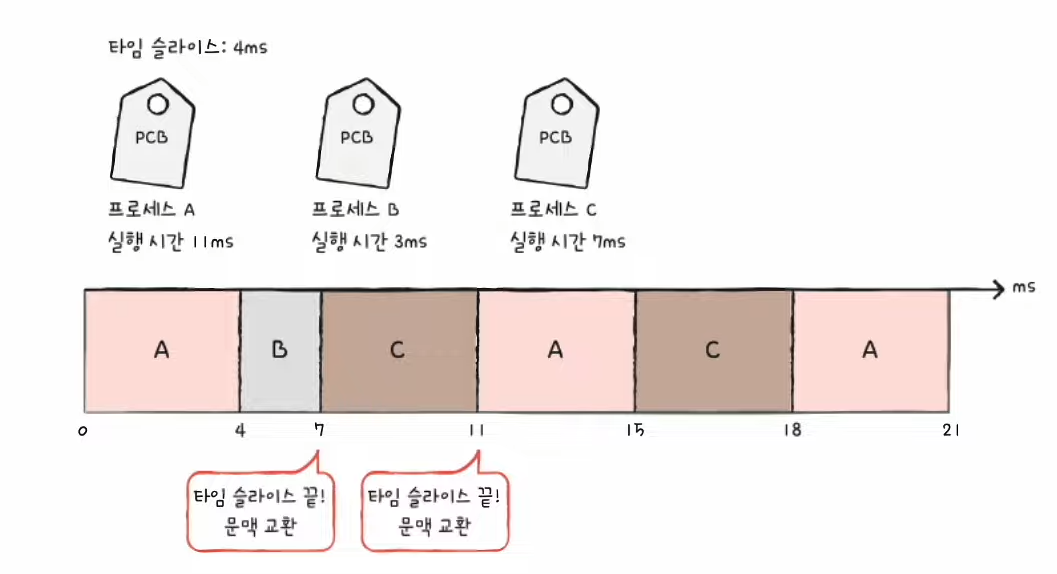 타임 슬라이스: 4ms
PCB
PCB
PCB
프로세스 A
실행 시간 11ms
프로세스 B
실행 시간 3ms
프로세스 C
실행 시간 7ms
ms
A
B
C
A
C
A
0
4
7
11
15
18
21
타임 슬라이스 끝!
문맥 교환
타임 슬라이스 끝!
문맥 교환